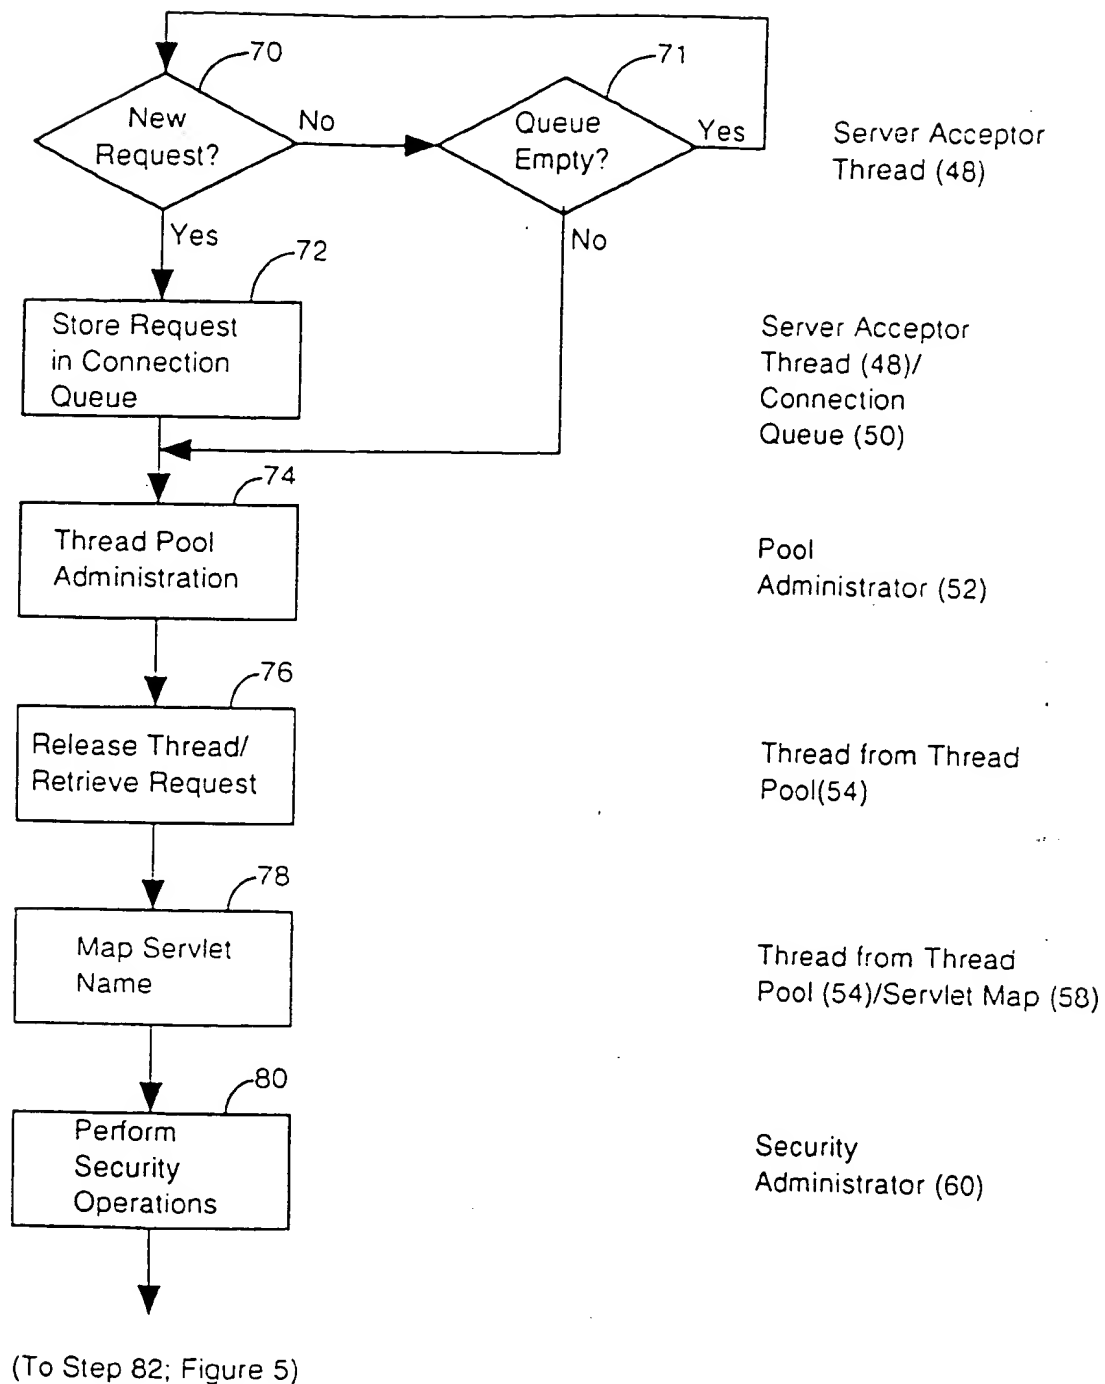 70
71
New
Request?
No
Queue
Empty?
Yes
Server Acceptor
Thread (48)
Yes
No
72
Store Request
in Connection
Queue
Server Acceptor
Thread (48)/
Connection
Queue (50)
74
Thread Pool
Administration
Pool
Administrator (52)
76
Release Thread/
Retrieve Request
Thread from Thread
Pool(54)
78
Map Servlet
Name
Thread from Thread
Pool (54)/Servlet Map (58)
80
Perform
Security
Operations
Security
Administrator (60)
(To Step 82; Figure 5)